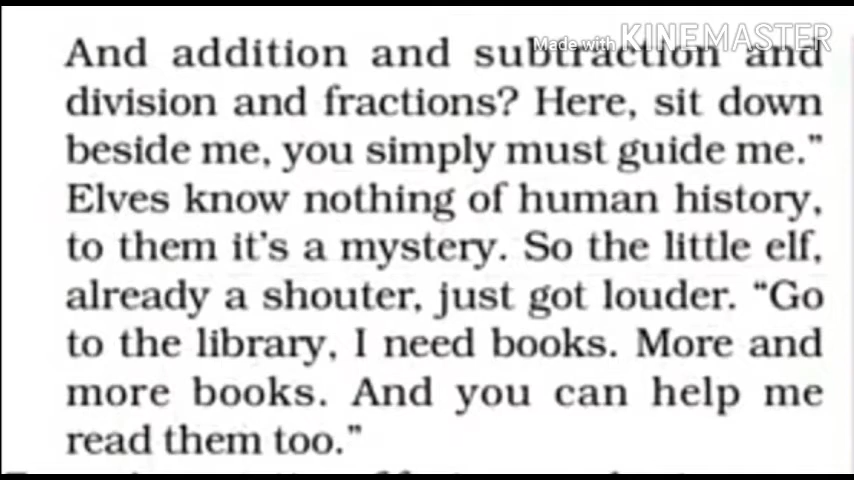 Made with KINEMASTER
And addition and subtraction and
division and fractions? Here, sit down
beside me, you simply must guide me.”
Elves know nothing of human history,
to them it’s a mystery. So the little elf,
already a shouter, just got louder. “Go
to the library, I need books. More and
more books. And you can help me
read them too.”